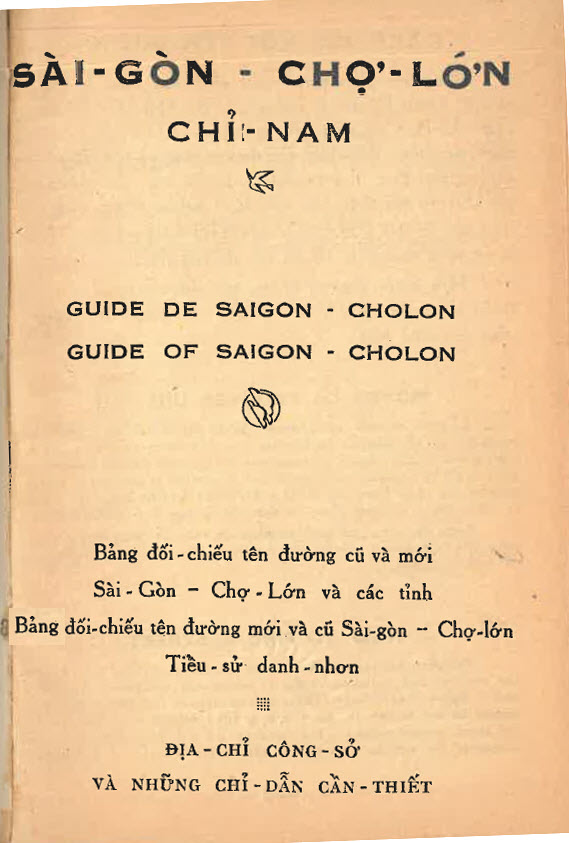 SÀI-GÒN - CHỢ-LỚN
CHỈ-NAM
GUIDE DE SAIGON - CHOLON
GUIDE OF SAIGON - CHOLON
Bảng đối-chiếu tên đường cũ và mới
Sài-Gòn - Chợ-Lớn và các tỉnh
Bảng đối-chiếu tên đường mới và cũ Sài-gòn - Chợ-lớn
Tiểu-sử danh-nhơn
ĐỊA-CHỈ CÔNG-SỞ
VÀ NHỮNG CHỈ-DẪN CẦN-THIẾT